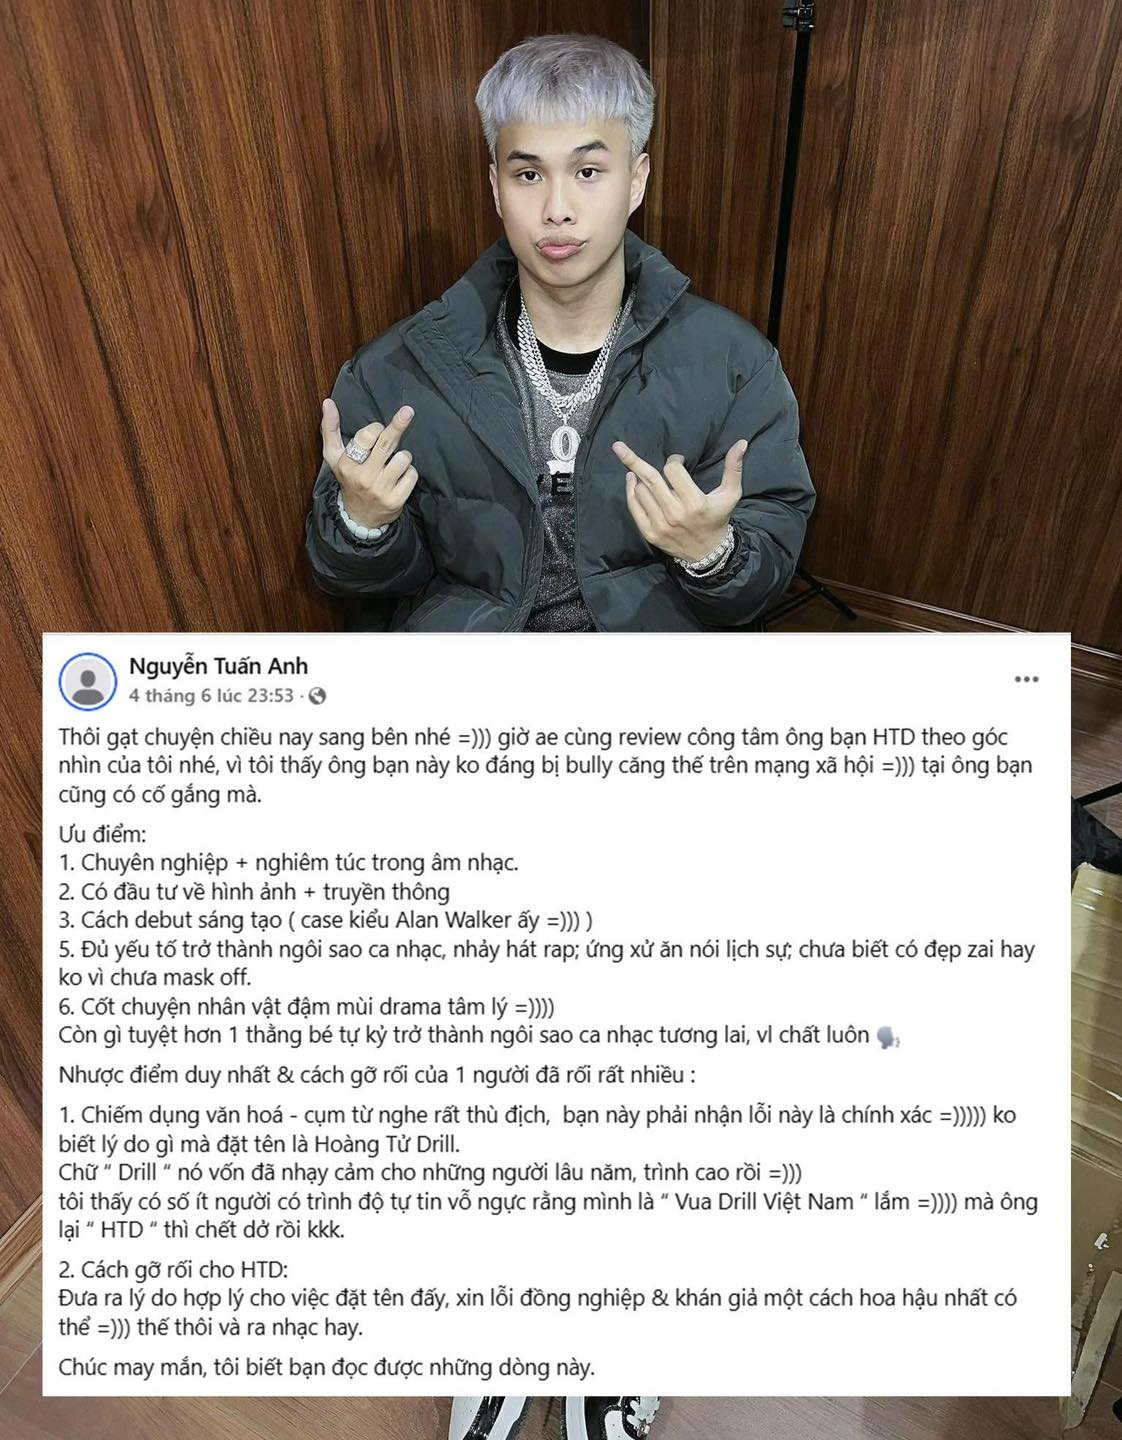 Nguyễn Tuấn Anh
4 tháng 6 lúc 23:53 ·
Thôi gạt chuyện chiều nay sang bên nhé =))) giờ ae cùng review công tâm ông bạn HTD theo góc
nhìn của tôi nhé, vì tôi thấy ông bạn này ko đáng bị bully căng thế trên mạng xã hội =))) tại ông bạn
cũng có cố gắng mà.
Ưu điểm:
1. Chuyên nghiệp + nghiêm túc trong âm nhạc.
2. Có đầu tư về hình ảnh + truyền thông
3. Cách debut sáng tạo ( case kiểu Alan Walker ấy =))) )
5. Đủ yếu tố trở thành ngôi sao ca nhạc, nhảy hát rap; ứng xử ăn nói lịch sự; chưa biết có đẹp zai hay
ko vì chưa mask off.
6. Cốt chuyện nhân vật đậm mùi drama tâm lý =))))
Còn gì tuyệt hơn 1 thằng bé tự kỷ trở thành ngôi sao ca nhạc tương lai, vl chất luôn 🗣️
Nhược điểm duy nhất & cách gỡ rối của 1 người đã rối rất nhiều :
1. Chiếm dụng văn hoá - cụm từ nghe rất thù địch,  bạn này phải nhận lỗi này là chính xác =))))) ko
biết lý do gì mà đặt tên là Hoàng Tử Drill.
Chữ “ Drill “ nó vốn đã nhạy cảm cho những người lâu năm, trình cao rồi =)))
tôi thấy có số ít người có trình độ tự tin vỗ ngực rằng mình là “ Vua Drill Việt Nam “ lắm =)))) mà ông
lại “ HTD “ thì chết dở rồi kkk.
2. Cách gỡ rối cho HTD:
Đưa ra lý do hợp lý cho việc đặt tên đấy, xin lỗi đồng nghiệp & khán giả một cách hoa hậu nhất có
thể =))) thế thôi và ra nhạc hay.
Chúc may mắn, tôi biết bạn đọc được những dòng này.